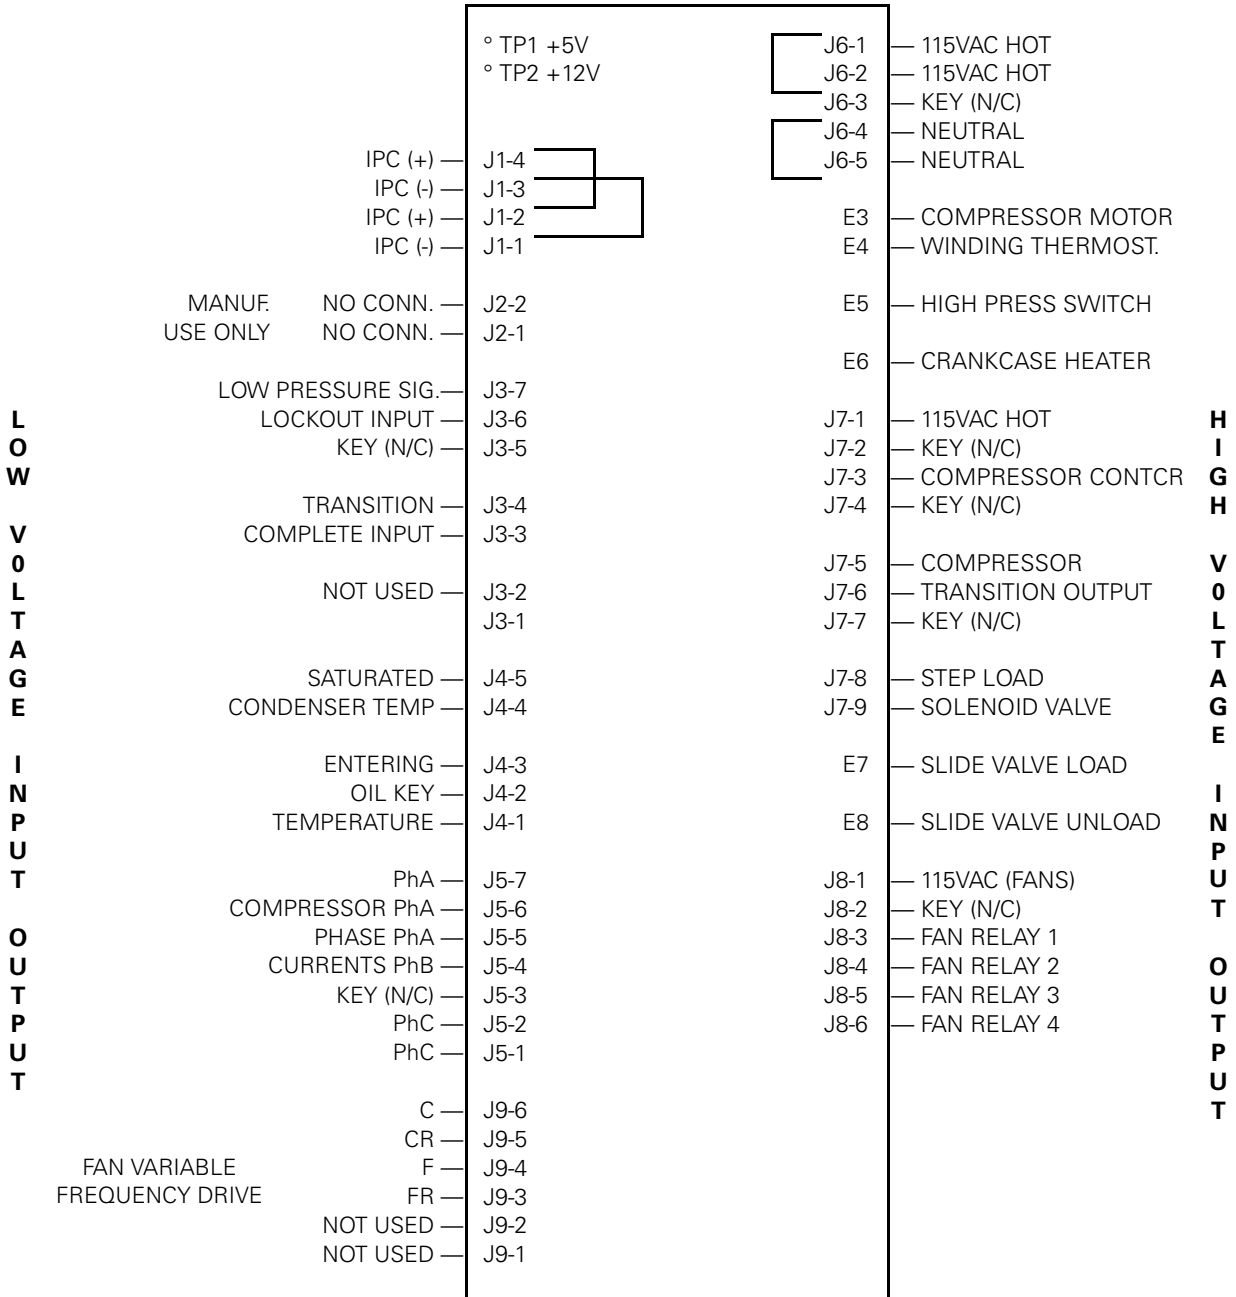 ° TP1 +5V J6-1 — 115VAC HOT
° TP2 +12V J6-2 — 115VAC HOT
J6-3 — KEY (N/C)
J6-4 — NEUTRAL
IPC (+) — J1-4 J6-5 — NEUTRAL
IPC (-) — J1-3
IPC (+) — J1-2 E3 — COMPRESSOR MOTOR
IPC (-) — J1-1 E4 — WINDING THERMOST.
MANUF. NO CONN. — J2-2 E5 — HIGH PRESS SWITCH
USE ONLY NO CONN. — J2-1
E6 — CRANKCASE HEATER
LOW PRESSURE SIG.— J3-7
LOCKOUT INPUT — J3-6 J7-1 — 115VAC HOT
KEY (N/C) — J3-5 J7-2 — KEY (N/C)
J7-3 — COMPRESSOR CONTCR
TRANSITION — J3-4 J7-4 — KEY (N/C)
COMPLETE INPUT — J3-3
J7-5 — COMPRESSOR
NOT USED — J3-2 J7-6 — TRANSITION OUTPUT
J3-1 J7-7 — KEY (N/C)
SATURATED — J4-5 J7-8 — STEP LOAD
CONDENSER TEMP — J4-4 J7-9 — SOLENOID VALVE
ENTERING — J4-3 E7 — SLIDE VALVE LOAD
OIL KEY — J4-2
TEMPERATURE — J4-1 E8 — SLIDE VALVE UNLOAD
PhA — J5-7 J8-1 — 115VAC (FANS)
COMPRESSOR PhA — J5-6 J8-2 — KEY (N/C)
PHASE PhA — J5-5 J8-3 — FAN RELAY 1
CURRENTS PhB — J5-4 J8-4 — FAN RELAY 2
KEY (N/C) — J5-3 J8-5 — FAN RELAY 3
PhC — J5-2 J8-6 — FAN RELAY 4
PhC — J5-1
C — J9-6
CR — J9-5
FAN VARIABLE F — J9-4
FREQUENCY DRIVE FR — J9-3
NOT USED — J9-2
NOT USED — J9-1
LOW V0LTAGE INPUT OUTPUT
HIGH V0LTAGE INPUT OUTPUT